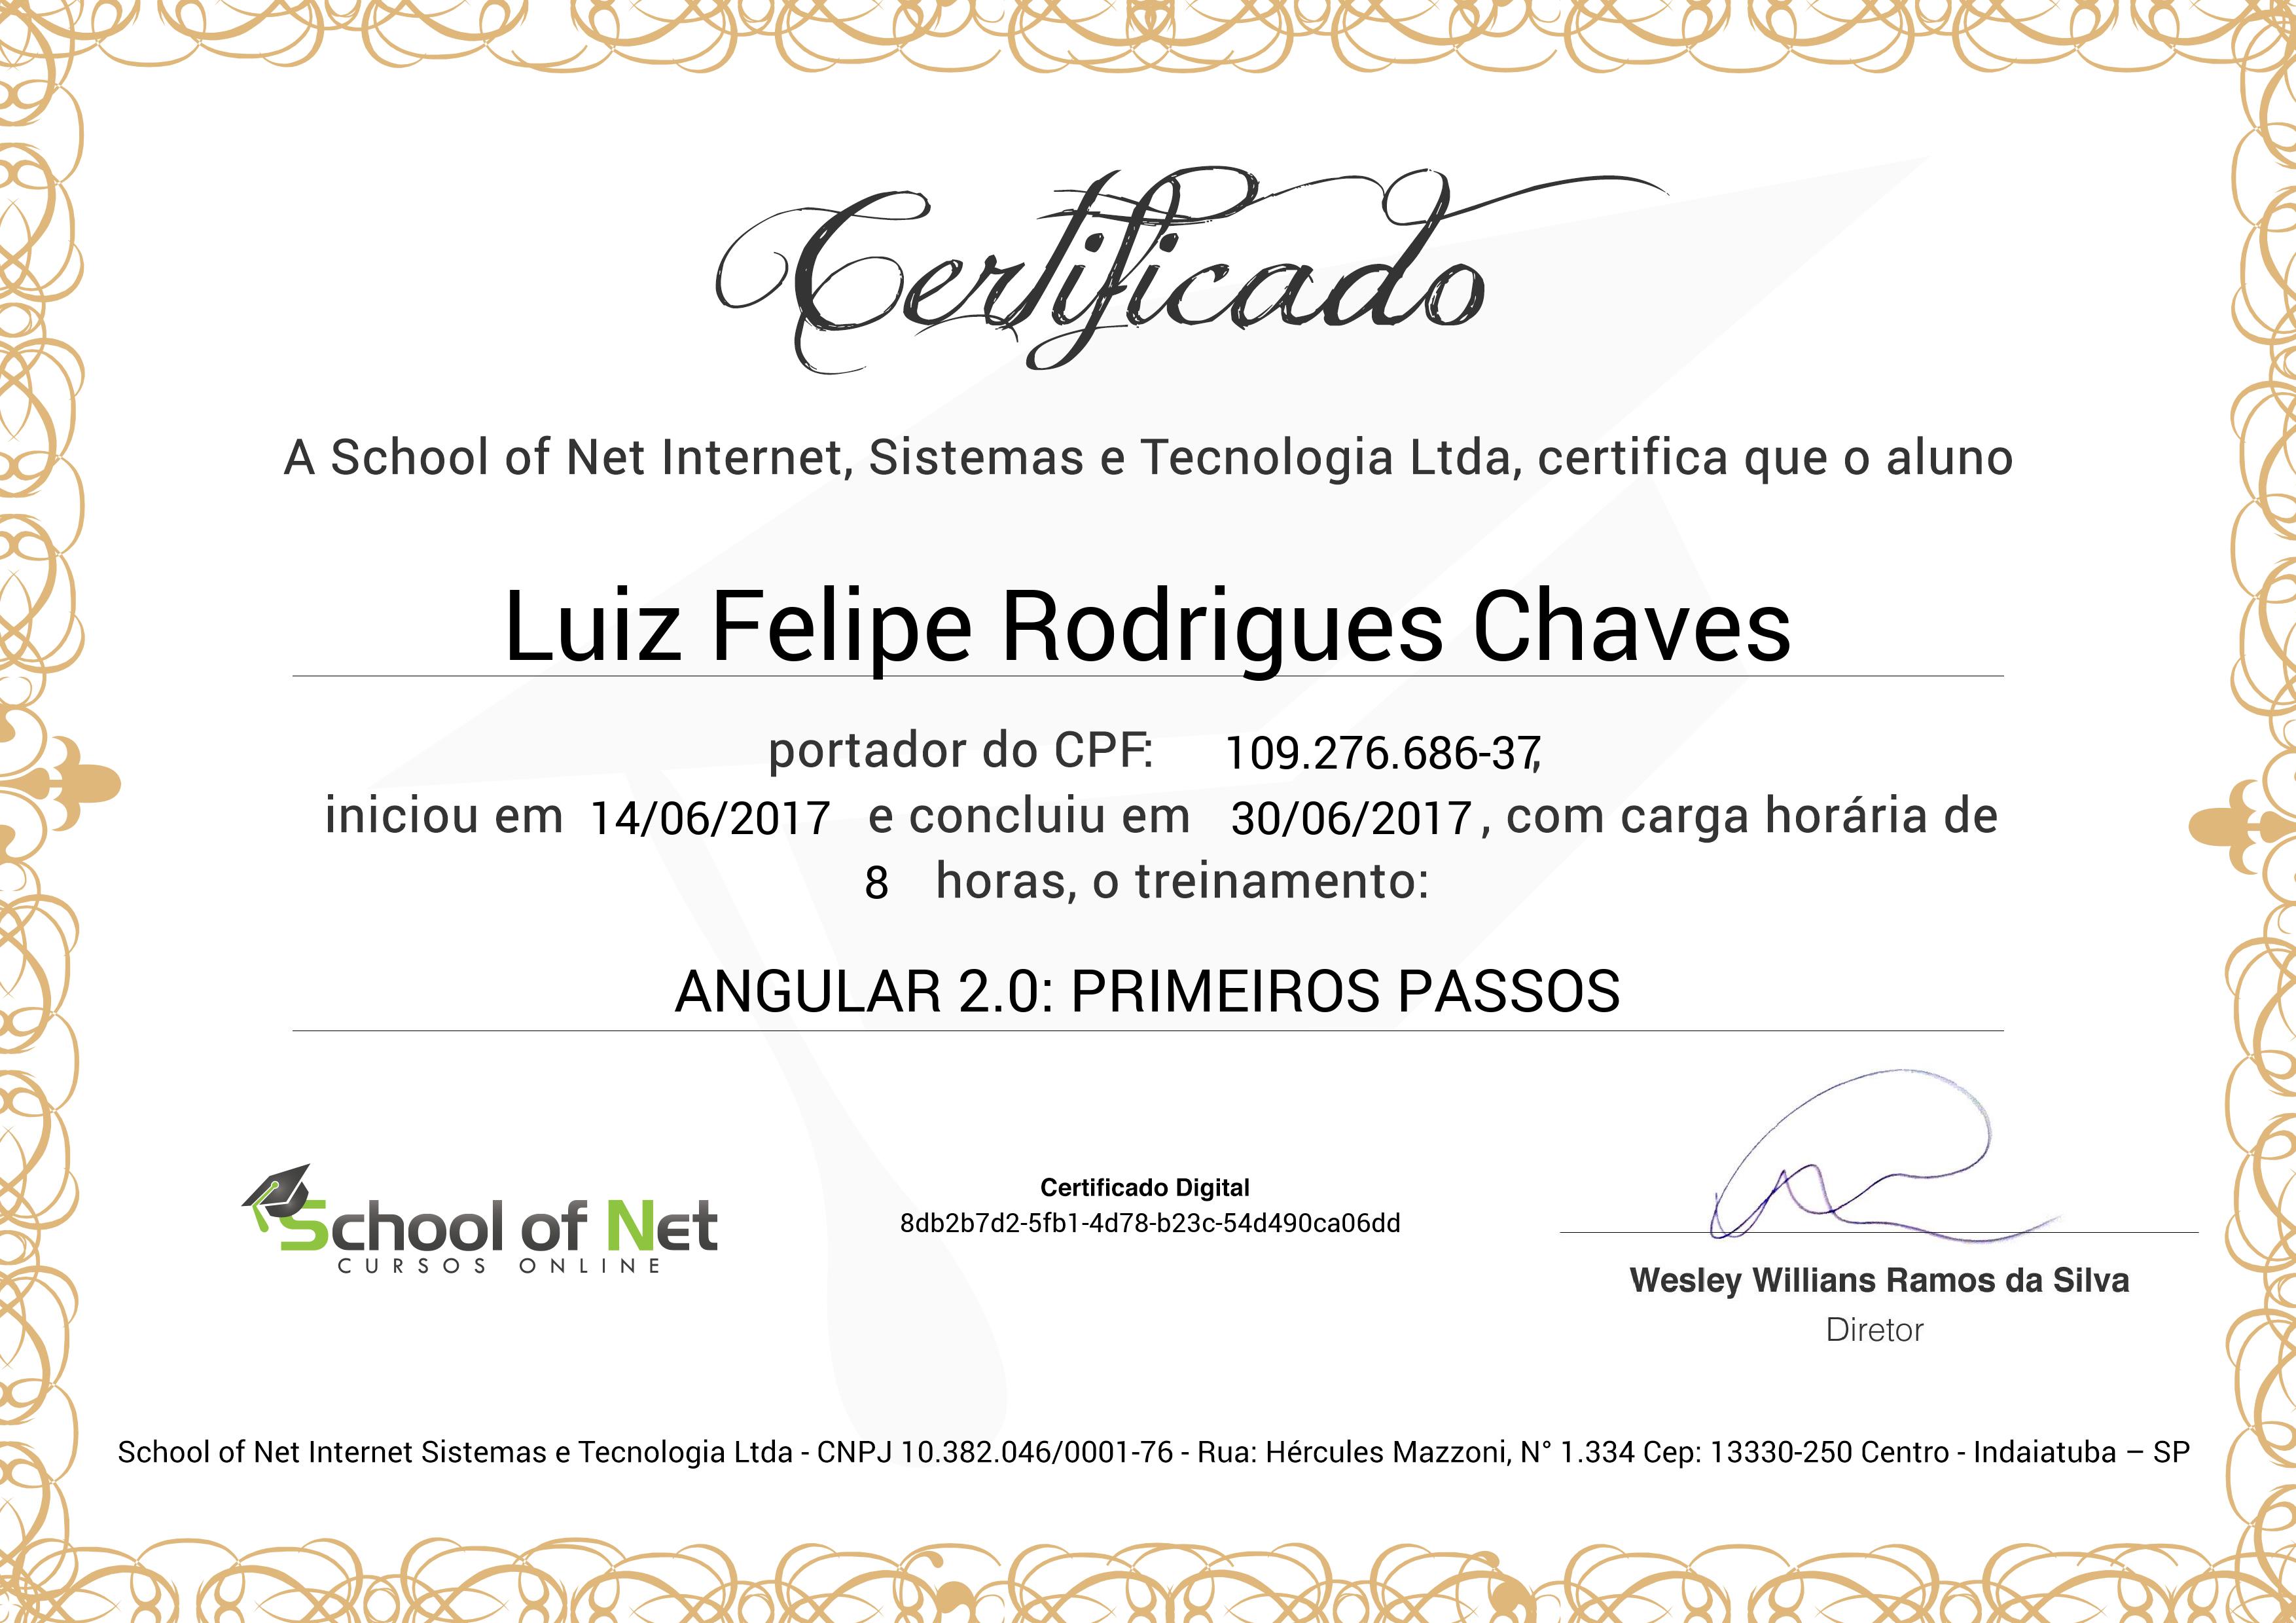 Certificado
A School of Net Internet, Sistemas e Tecnologia Ltda, certifica que o aluno
Luiz Felipe Rodrigues Chaves
portador do CPF: 109.276.686-37,
iniciou em 14/06/2017 e concluiu em 30/06/2017, com carga horária de
8 horas, o treinamento:
ANGULAR 2.0: PRIMEIROS PASSOS
School of Net
CURSOS ONLINE
Certificado Digital
8db2b7d2-5fb1-4d78-b23c-54d490ca06dd
Wesley Willians Ramos da Silva
Diretor
School of Net Internet Sistemas e Tecnologia Ltda - CNPJ 10.382.046/0001-76 - Rua: Hércules Mazzoni, N° 1.334 Cep: 13330-250 Centro - Indaiatuba – SP